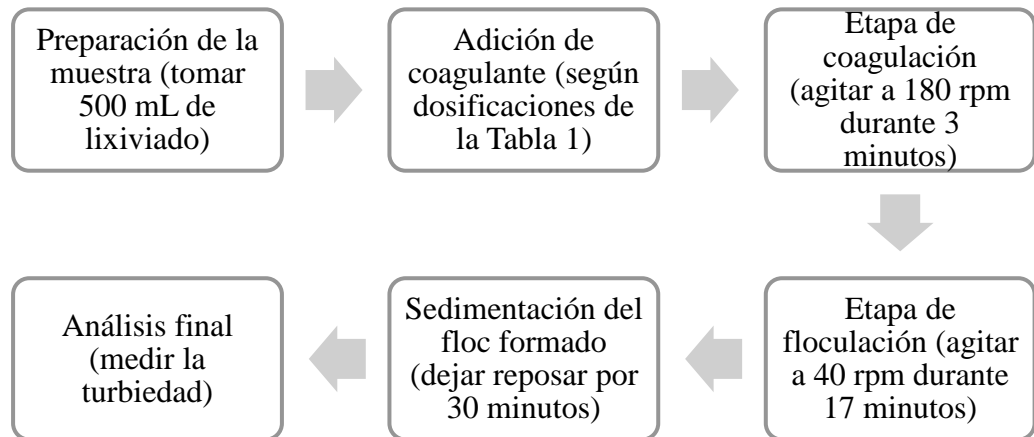 Preparación de la
muestra (tomar
500 mL de
lixiviado)
Adición de
coagulante (según
dosificaciones de
la Tabla 1)
Etapa de
coagulación
(agitar a 180 rpm
durante 3
minutos)
Etapa de
floculación (agitar
a 40 rpm durante
17 minutos)
Sedimentación del
floc formado
(dejar reposar por
30 minutos)
Análisis final
(medir la
turbiedad)